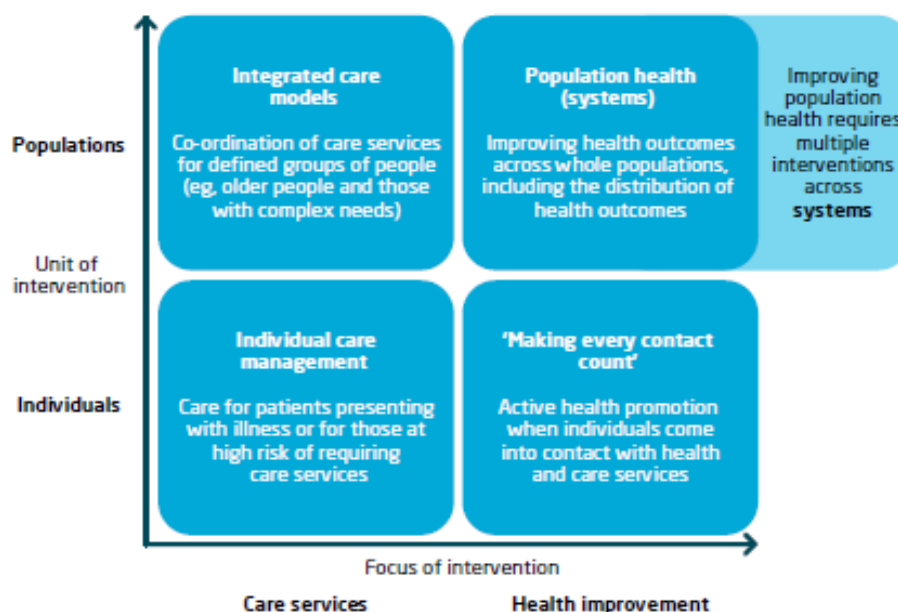 Populations
Unit of
intervention
Individuals
Integrated care
models
Co-ordination of care services
for defined groups of people
(eg, older people and those
with complex needs)
Population health
(systems)
Improving health outcomes
across whole populations,
including the distribution of
health outcomes
Improving
population
health requires
multiple
interventions
across
systems
Individual care
management
Care for patients presenting
with illness or for those at
high risk of requiring
care services
‘Making every contact
count’
Active health promotion
when individuals come
into contact with health
and care services
Focus of intervention
Care services
Health improvement